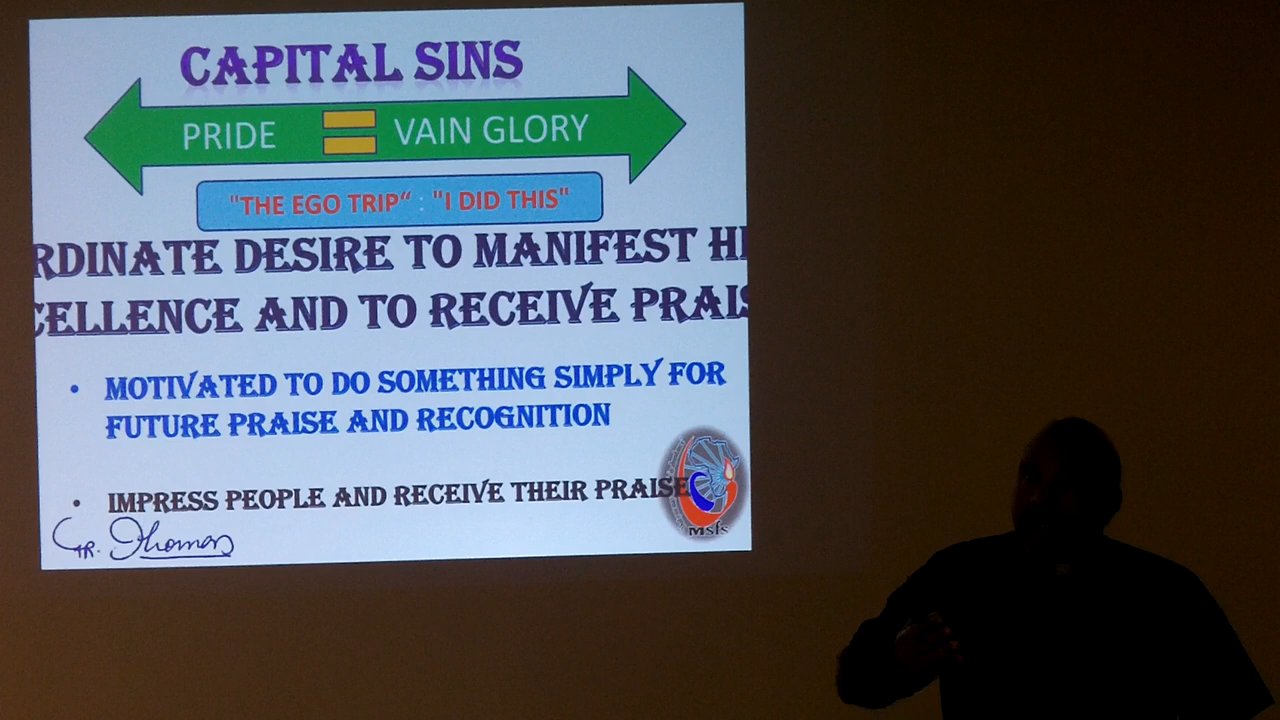 CAPITAL SINS
PRIDE = VAIN GLORY
"THE EGO TRIP“ : "I DID THIS"
RDINATE DESIRE TO MANIFEST HI
CELLENCE AND TO RECEIVE PRAIS
• MOTIVATED TO DO SOMETHING SIMPLY FOR
FUTURE PRAISE AND RECOGNITION
• IMPRESS PEOPLE AND RECEIVE THEIR PRAISE
Thomas
Msfs